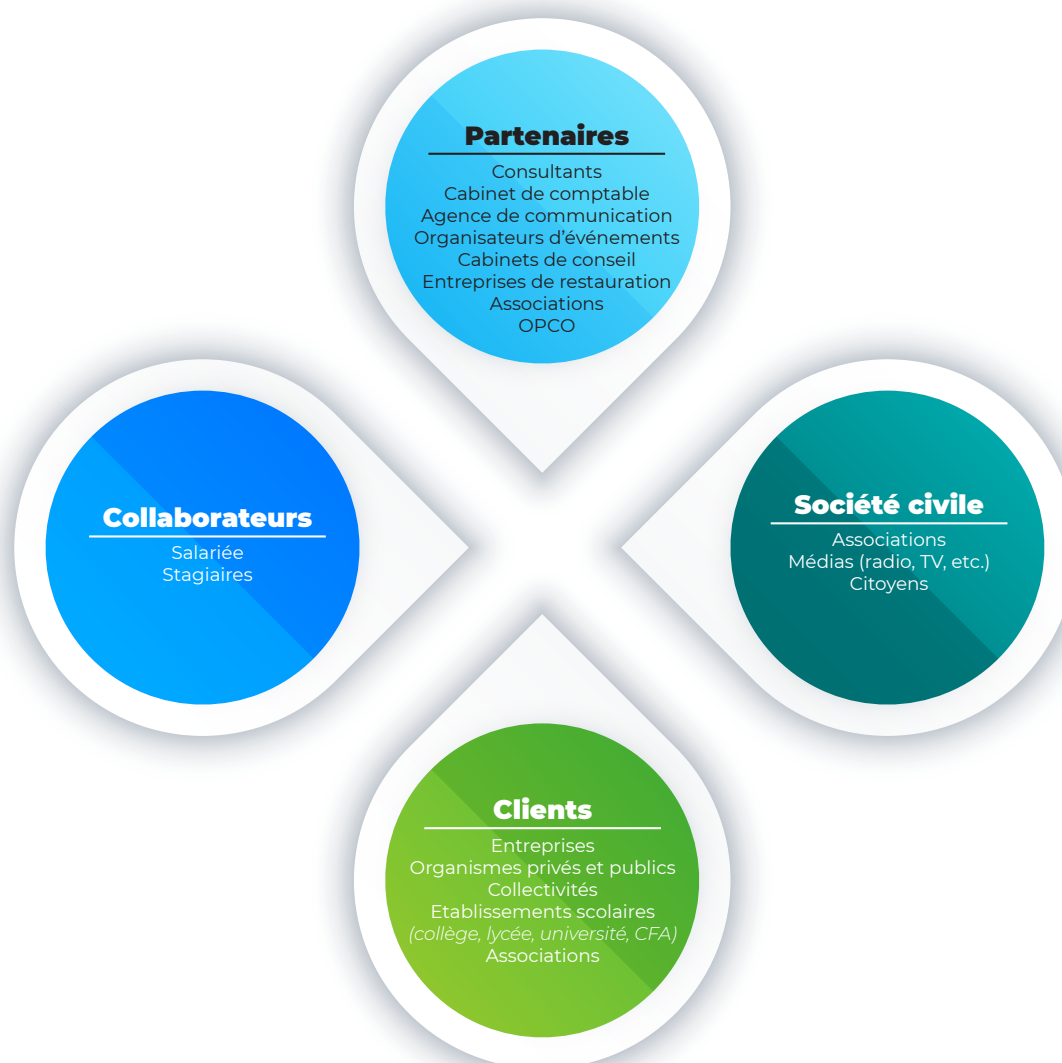 Partenaires
Consultants
Cabinet de comptable
Agence de communication
Organisateurs d'événements
Cabinets de conseil
Entreprises de restauration
Associations
OPCO
Collaborateurs
Salariée
Stagiaires
Société civile
Associations
Médias (radio, TV, etc.)
Citoyens
Clients
Entreprises
Organismes privés et publics
Collectivités
Etablissements scolaires
(collège, lycée, université, CFA)
Associations